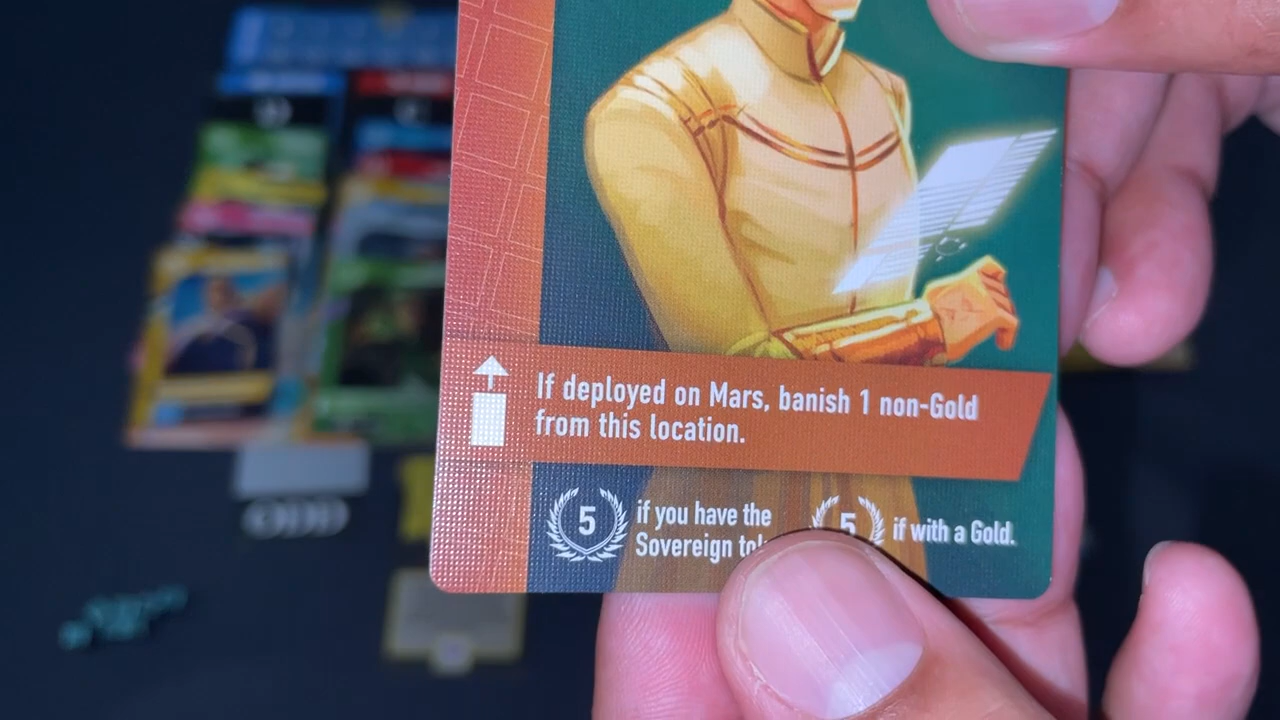 If deployed on Mars, banish 1 non-Gold
from this location.
5 if you have the
Sovereign
5 if with a Gold.